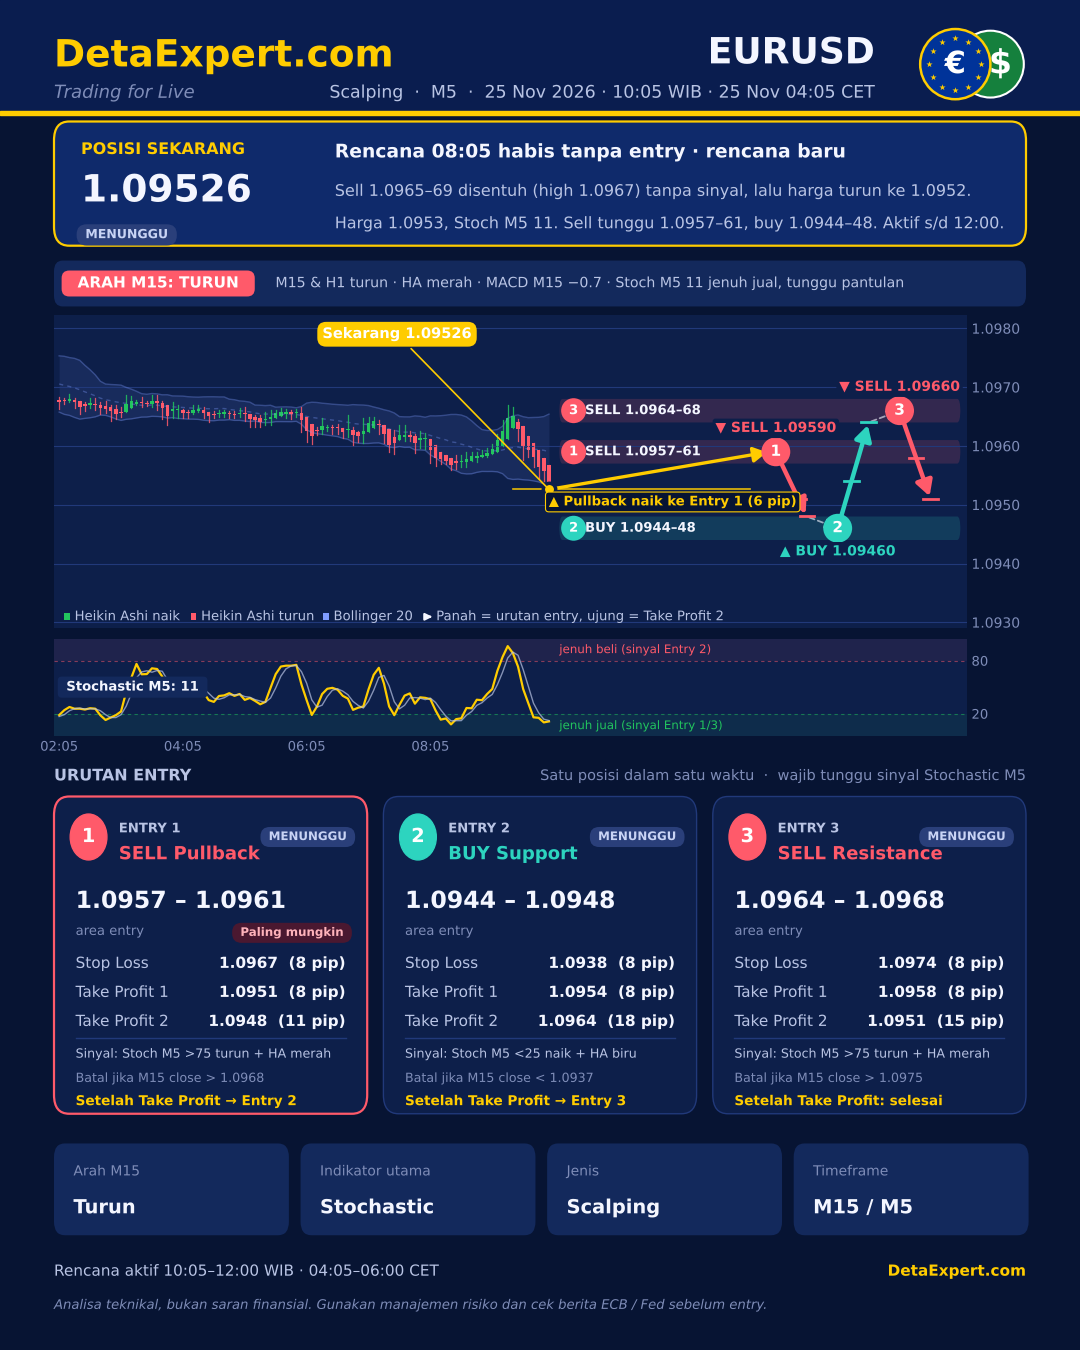 DetaExpert.com
EURUSD
€ $
Trading for Live
Scalping · M5 · 25 Nov 2026 · 10:05 WIB · 25 Nov 04:05 CET
POSISI SEKARANG
1.09526
MENUNGGU
Rencana 08:05 habis tanpa entry · rencana baru
Sell 1.0965–69 disentuh (high 1.0967) tanpa sinyal, lalu harga turun ke 1.0952.
Harga 1.0953, Stoch M5 11. Sell tunggu 1.0957–61, buy 1.0944–48. Aktif s/d 12:00.
ARAH M15: TURUN
M15 & H1 turun · HA merah · MACD M15 −0.7 · Stoch M5 11 jenuh jual, tunggu pantulan
Sekarang 1.09526
1.0980
1.0970
1.0960
1.0950
1.0940
1.0930
▼ SELL 1.09660
3 SELL 1.0964–68
3
▼ SELL 1.09590
1 SELL 1.0957–61
1
▲ Pullback naik ke Entry 1 (6 pip)
2 BUY 1.0944–48
2
▲ BUY 1.09460
Heikin Ashi naik
Heikin Ashi turun
Bollinger 20
Panah = urutan entry, ujung = Take Profit 2
jenuh beli (sinyal Entry 2)
80
Stochastic M5: 11
20
jenuh jual (sinyal Entry 1/3)
02:05
04:05
06:05
08:05
URUTAN ENTRY
Satu posisi dalam satu waktu · wajib tunggu sinyal Stochastic M5
1
ENTRY 1
MENUNGGU
SELL Pullback
1.0957 – 1.0961
area entry
Paling mungkin
Stop Loss 1.0967 (8 pip)
Take Profit 1 1.0951 (8 pip)
Take Profit 2 1.0948 (11 pip)
Sinyal: Stoch M5 >75 turun + HA merah
Batal jika M15 close > 1.0968
Setelah Take Profit → Entry 2
2
ENTRY 2
MENUNGGU
BUY Support
1.0944 – 1.0948
area entry
Stop Loss 1.0938 (8 pip)
Take Profit 1 1.0954 (8 pip)
Take Profit 2 1.0964 (18 pip)
Sinyal: Stoch M5 <25 naik + HA biru
Batal jika M15 close < 1.0937
Setelah Take Profit → Entry 3
3
ENTRY 3
MENUNGGU
SELL Resistance
1.0964 – 1.0968
area entry
Stop Loss 1.0974 (8 pip)
Take Profit 1 1.0958 (8 pip)
Take Profit 2 1.0951 (15 pip)
Sinyal: Stoch M5 >75 turun + HA merah
Batal jika M15 close > 1.0975
Setelah Take Profit: selesai
Arah M15
Turun
Indikator utama
Stochastic
Jenis
Scalping
Timeframe
M15 / M5
Rencana aktif 10:05–12:00 WIB · 04:05–06:00 CET
DetaExpert.com
Analisa teknikal, bukan saran finansial. Gunakan manajemen risiko dan cek berita ECB / Fed sebelum entry.